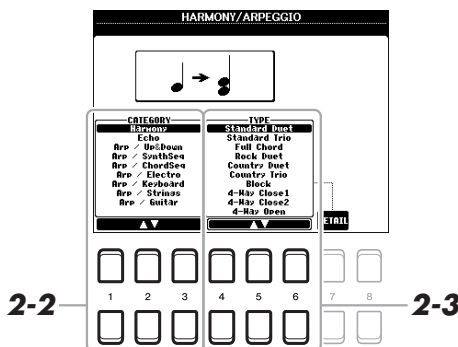 HARMONY/ARPEGGIO
CATEGORY
Harmony
Echo
Arp / Up&Down
Arp / SynthSeq
Arp / ChordSeq
Arp / Electro
Arp / Keyboard
Arp / Strings
Arp / Guitar
TYPE
Standard Duet
Standard Trio
Full Chord
Rock Duet
Country Duet
Country Trio
Block
4-Way Close1
4-Way Close2
4-Way Open
ETAIL
2-2
1 2 3 4 5 6 7 8
2-3